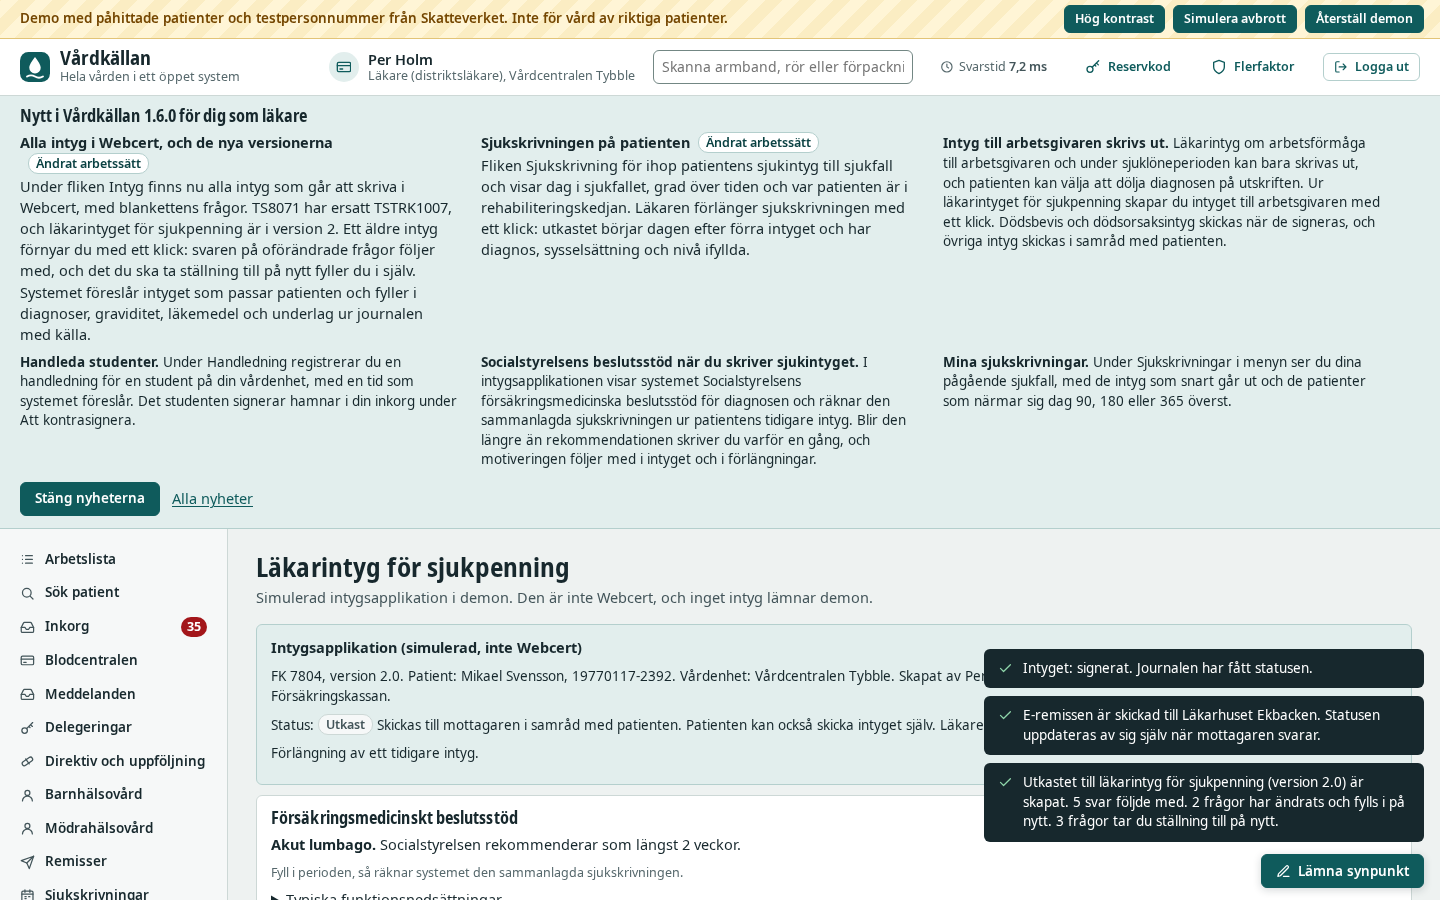 Demo med påhittade patienter och testpersonnummer från Skatteverket. Inte för vård av riktiga patienter.
Hög kontrast
Simulera avbrott
Återställ demon
Vårdkällan
Hela vården i ett öppet system
Per Holm
Läkare (distriktsläkare), Vårdcentralen Tybble
Skanna armband, rör eller förpackni
Svarstid 7,2 ms
Reservkod
Flerfaktor
Logga ut
Nytt i Vårdkällan 1.6.0 för dig som läkare
Alla intyg i Webcert, och de nya versionerna
Ändrat arbetssätt
Under fliken Intyg finns nu alla intyg som går att skriva i
Webcert, med blankettens frågor. TS8071 har ersatt TSTRK1007,
och läkarintyget för sjukpenning är i version 2. Ett äldre intyg
förnyar du med ett klick: svaren på oförändrade frågor följer
med, och det du ska ta ställning till på nytt fyller du i själv.
Systemet föreslår intyget som passar patienten och fyller i
diagnoser, graviditet, läkemedel och underlag ur journalen
med källa.
Sjukskrivningen på patienten Ändrat arbetssätt
Fliken Sjukskrivning för ihop patientens sjukintyg till sjukfall
och visar dag i sjukfallet, grad över tiden och var patienten är i
rehabiliteringskedjan. Läkaren förlänger sjukskrivningen med
ett klick: utkastet börjar dagen efter förra intyget och har
diagnos, sysselsättning och nivå ifyllda.
Intyg till arbetsgivaren skrivs ut. Läkarintyg om arbetsförmåga
till arbetsgivaren och under sjuklöneperioden kan bara skrivas ut,
och patienten kan välja att dölja diagnosen på utskriften. Ur
läkarintyget för sjukpenning skapar du intyget till arbetsgivaren med
ett klick. Dödsbevis och dödsorsaksintyg skickas när de signeras, och
övriga intyg skickas i samråd med patienten.
Handleda studenter. Under Handledning registrerar du en
handledning för en student på din vårdenhet, med en tid som
systemet föreslår. Det studenten signerar hamnar i din inkorg under
Att kontrasignera.
Socialstyrelsens beslutsstöd när du skriver sjukintyget. I
intygsapplikationen visar systemet Socialstyrelsens
försäkringsmedicinska beslutsstöd för diagnosen och räknar den
sammanlagda sjukskrivningen ur patientens tidigare intyg. Blir den
längre än rekommendationen skriver du varför en gång, och
motiveringen följer med i intyget och i förlängningar.
Mina sjukskrivningar. Under Sjukskrivningar i menyn ser du dina
pågående sjukfall, med de intyg som snart går ut och de patienter
som närmar sig dag 90, 180 eller 365 överst.
Stäng nyheterna
Alla nyheter
Arbetslista
Sök patient
Inkorg 35
Blodcentralen
Meddelanden
Delegeringar
Direktiv och uppföljning
Barnhälsovård
Mödrahälsovård
Remisser
Sjukskrivningar
Läkarintyg för sjukpenning
Simulerad intygsapplikation i demon. Den är inte Webcert, och inget intyg lämnar demon.
Intygsapplikation (simulerad, inte Webcert)
FK 7804, version 2.0. Patient: Mikael Svensson, 19770117-2392. Vårdenhet: Vårdcentralen Tybble. Skapat av
Försäkringskassan.
Status: Utkast Skickas till mottagaren i samråd med patienten. Patienten kan också skicka intyget själv.
Förlängning av ett tidigare intyg.
Försäkringsmedicinskt beslutsstöd
Akut lumbago. Socialstyrelsen rekommenderar som längst 2 veckor.
Fyll i perioden, så räknar systemet den sammanlagda sjukskrivningen.
Typiska funktionsnedsättningar
Intyget: signerat. Journalen har fått statusen.
E-remissen är skickad till Läkarhuset Ekbacken. Statusen
uppdateras av sig själv när mottagaren svarar.
Utkastet till läkarintyg för sjukpenning (version 2.0) är
skapat. 5 svar följde med. 2 frågor har ändrats och fylls i på
nytt. 3 frågor tar du ställning till på nytt.
Lämna synpunkt